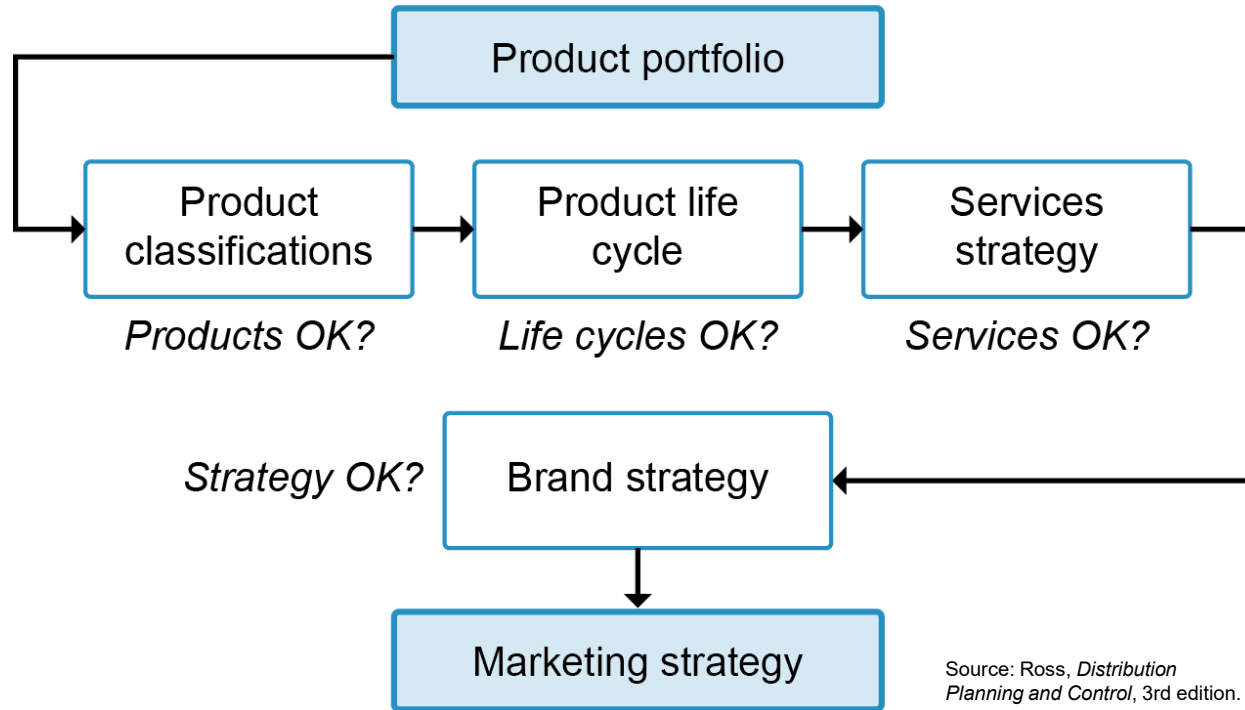 Product portfolio
Product
classifications
Product life
cycle
Services
strategy
Products OK?
Life cycles OK?
Services OK?
Strategy OK?
Brand strategy
Marketing strategy
Source: Ross, Distribution
Planning and Control, 3rd edition.